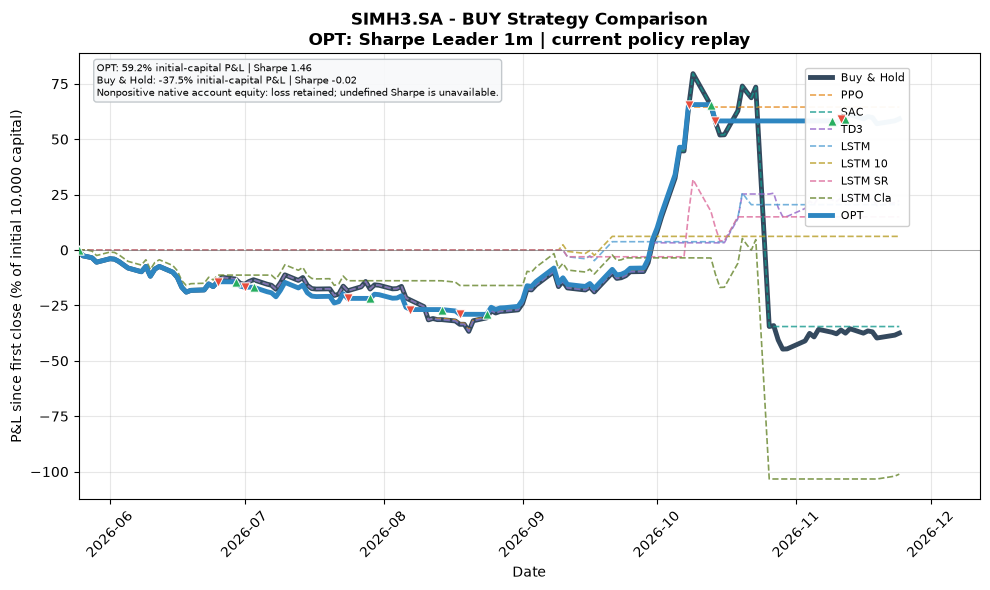 SIMH3.SA - BUY Strategy Comparison
OPT: Sharpe Leader 1m | current policy replay
OPT: 59.2% initial-capital P&L | Sharpe 1.46
Buy & Hold: -37.5% initial-capital P&L | Sharpe -0.02
Nonpositive native account equity: loss retained; undefined Sharpe is unavailable.
Buy & Hold
PPO
SAC
TD3
LSTM
LSTM 10
LSTM SR
LSTM Cla
OPT
P&L since first close (% of initial 10,000 capital)
75
50
25
0
−25
−50
−75
−100
2026-06
2026-07
2026-08
2026-09
2026-10
2026-11
2026-12
Date